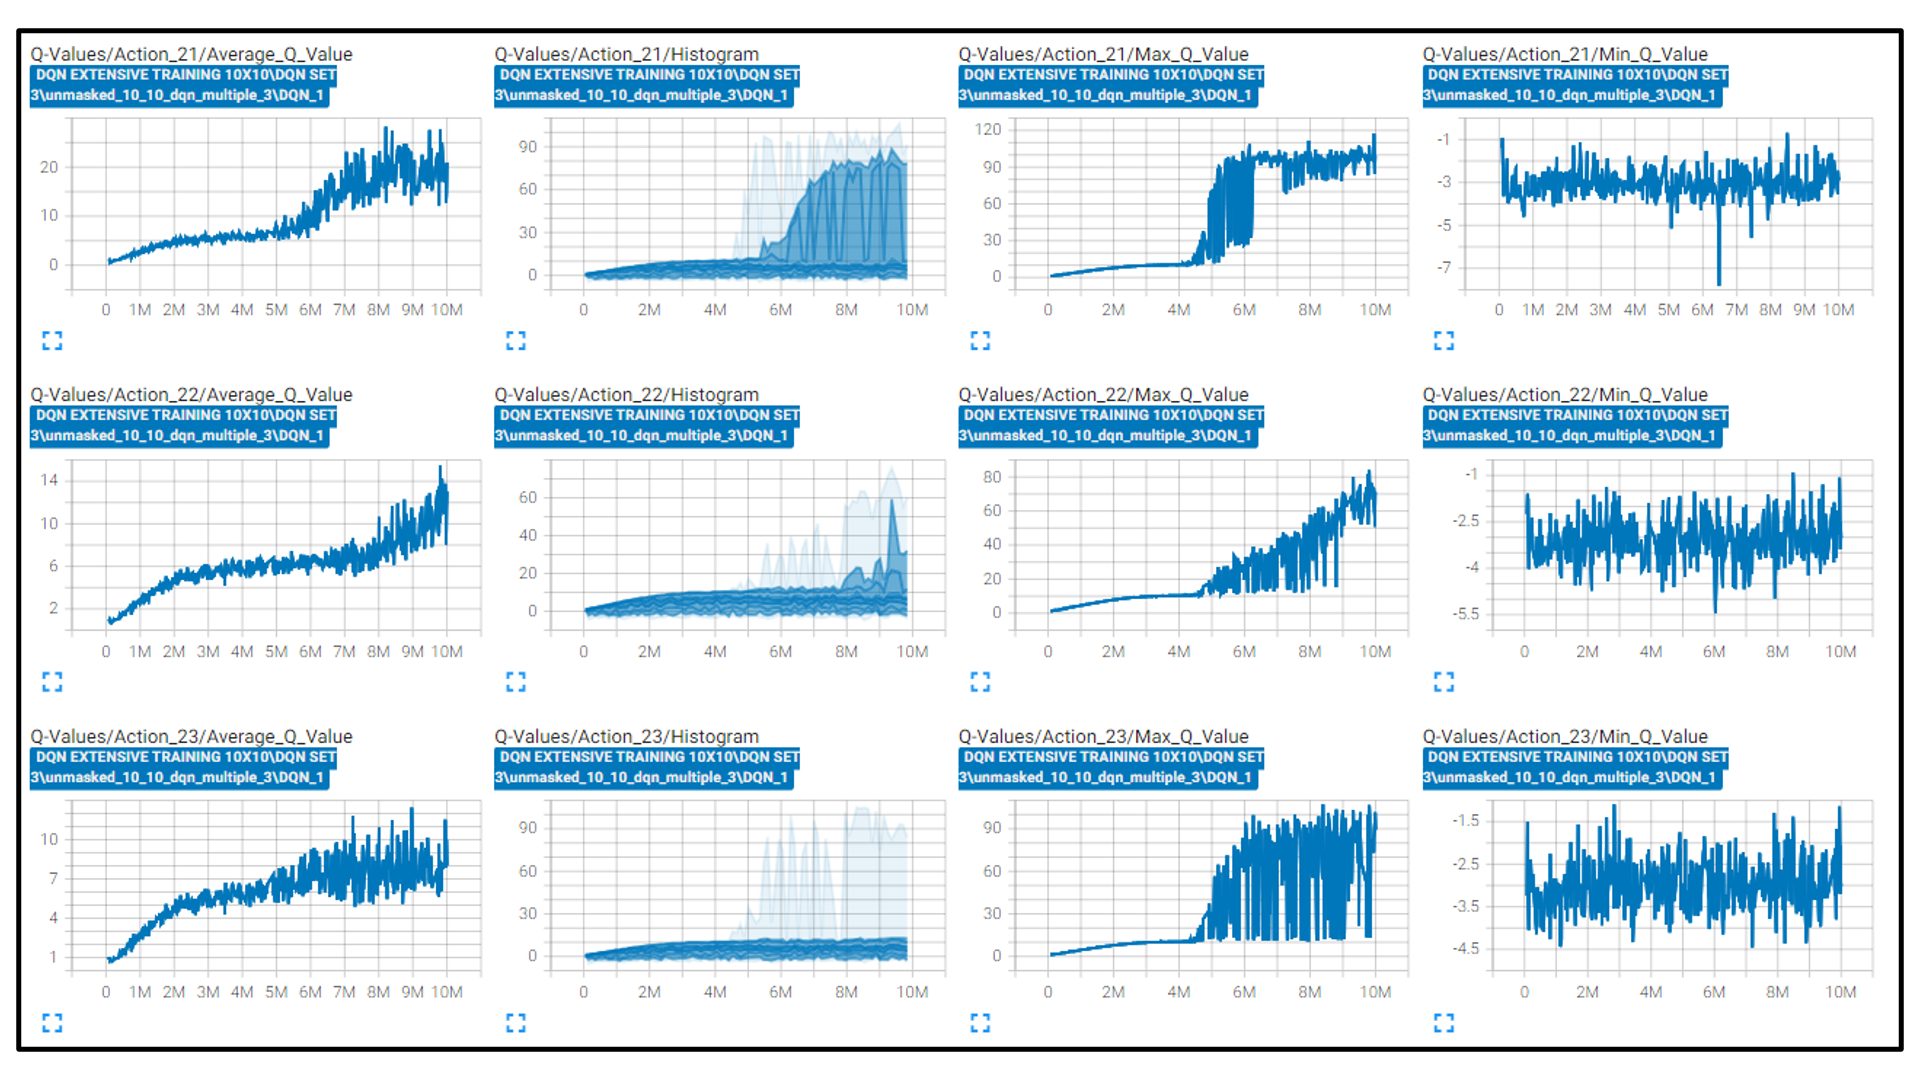 Q-Values/Action_21/Average_Q_Value
DQN EXTENSIVE TRAINING 10X10\DQN SET
3\unmasked_10_10_dqn_multiple_3\DQN_1
20
10
0
0 1M 2M 3M 4M 5M 6M 7M 8M 9M 10M
Q-Values/Action_21/Histogram
DQN EXTENSIVE TRAINING 10X10\DQN SET
3\unmasked_10_10_dqn_multiple_3\DQN_1
90
60
30
0
0 2M 4M 6M 8M 10M
Q-Values/Action_21/Max_Q_Value
DQN EXTENSIVE TRAINING 10X10\DQN SET
3\unmasked_10_10_dqn_multiple_3\DQN_1
120
90
60
30
0
0 2M 4M 6M 8M 10M
Q-Values/Action_21/Min_Q_Value
DQN EXTENSIVE TRAINING 10X10\DQN SET
3\unmasked_10_10_dqn_multiple_3\DQN_1
-1
-3
-5
-7
0 1M 2M 3M 4M 5M 6M 7M 8M 9M 10M
Q-Values/Action_22/Average_Q_Value
DQN EXTENSIVE TRAINING 10X10\DQN SET
3\unmasked_10_10_dqn_multiple_3\DQN_1
14
10
6
2
0 1M 2M 3M 4M 5M 6M 7M 8M 9M 10M
Q-Values/Action_22/Histogram
DQN EXTENSIVE TRAINING 10X10\DQN SET
3\unmasked_10_10_dqn_multiple_3\DQN_1
60
40
20
0
0 2M 4M 6M 8M 10M
Q-Values/Action_22/Max_Q_Value
DQN EXTENSIVE TRAINING 10X10\DQN SET
3\unmasked_10_10_dqn_multiple_3\DQN_1
80
60
40
20
0
0 2M 4M 6M 8M 10M
Q-Values/Action_22/Min_Q_Value
DQN EXTENSIVE TRAINING 10X10\DQN SET
3\unmasked_10_10_dqn_multiple_3\DQN_1
-1
-2.5
-4
-5.5
0 2M 4M 6M 8M 10M
Q-Values/Action_23/Average_Q_Value
DQN EXTENSIVE TRAINING 10X10\DQN SET
3\unmasked_10_10_dqn_multiple_3\DQN_1
10
7
4
1
0 1M 2M 3M 4M 5M 6M 7M 8M 9M 10M
Q-Values/Action_23/Histogram
DQN EXTENSIVE TRAINING 10X10\DQN SET
3\unmasked_10_10_dqn_multiple_3\DQN_1
90
60
30
0
0 2M 4M 6M 8M 10M
Q-Values/Action_23/Max_Q_Value
DQN EXTENSIVE TRAINING 10X10\DQN SET
3\unmasked_10_10_dqn_multiple_3\DQN_1
90
60
30
0
0 2M 4M 6M 8M 10M
Q-Values/Action_23/Min_Q_Value
DQN EXTENSIVE TRAINING 10X10\DQN SET
3\unmasked_10_10_dqn_multiple_3\DQN_1
-1.5
-2.5
-3.5
-4.5
0 2M 4M 6M 8M 10M